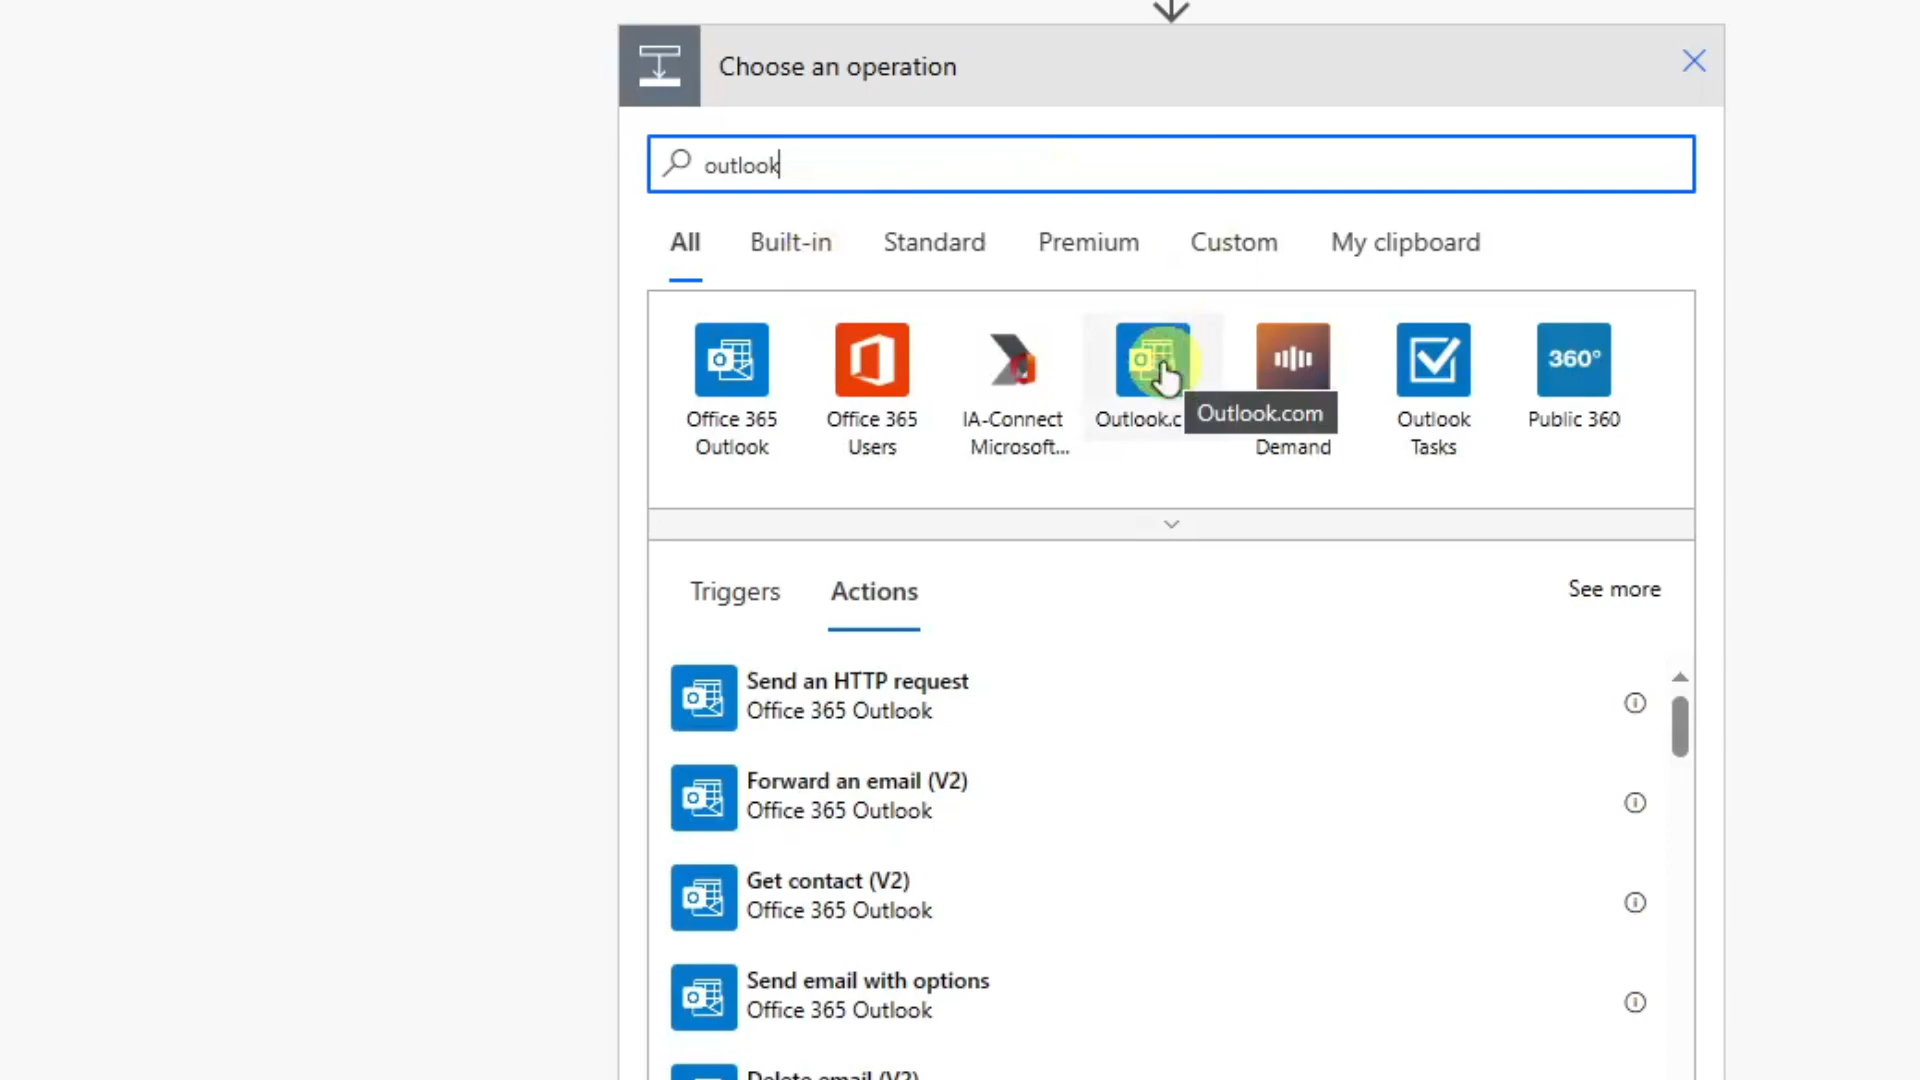 Choose an operation
outlook
All Built-in Standard Premium Custom My clipboard
360°
Office 365 Outlook
Office 365 Users
IA-Connect Microsoft...
Outlook.c
Outlook.com
Demand
Outlook Tasks
Public 360
Triggers Actions See more
Send an HTTP request
Office 365 Outlook
Forward an email (V2)
Office 365 Outlook
Get contact (V2)
Office 365 Outlook
Send email with options
Office 365 Outlook
Delete email (V2)